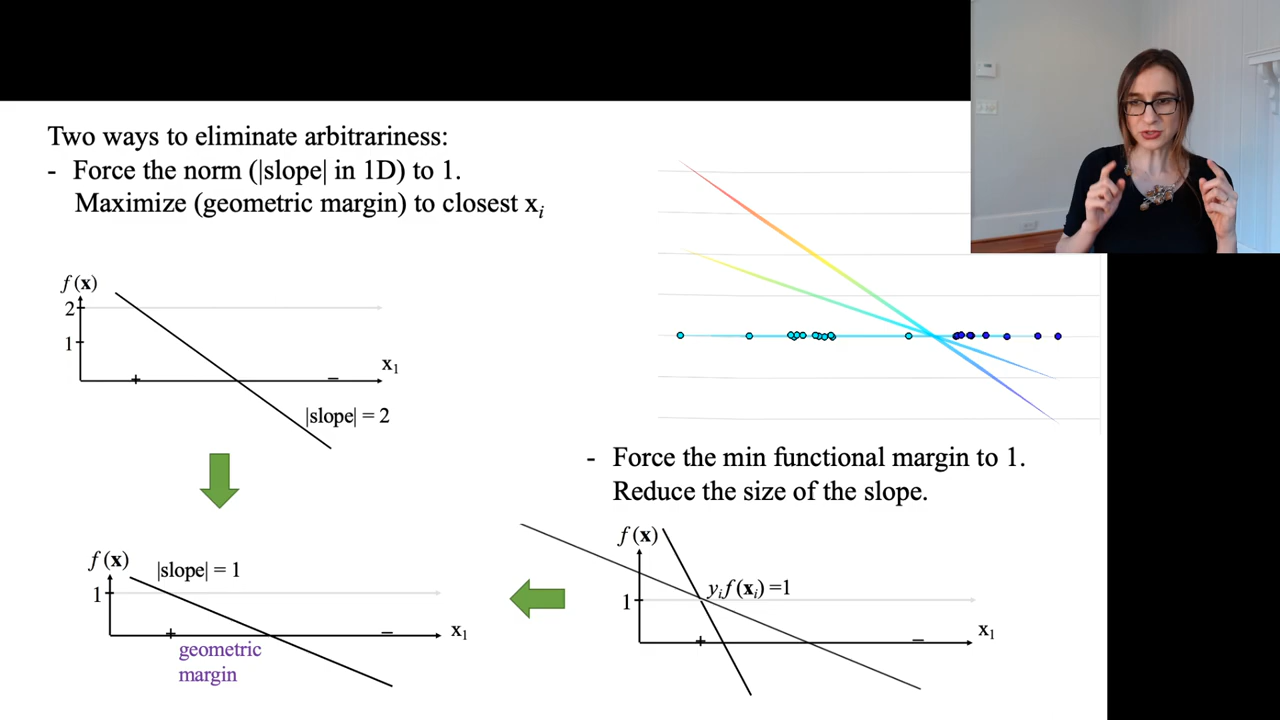 Two ways to eliminate arbitrariness:
- Force the norm (|slope| in 1D) to 1.
Maximize (geometric margin) to closest xᵢ
f(x)
2
1
x₁
+
−
|slope| = 2
- Force the min functional margin to 1.
Reduce the size of the slope.
f(x)
|slope| = 1
1
x₁
+
−
geometric
margin
f(x)
yᵢf(xᵢ) =1
1
x₁
+
−